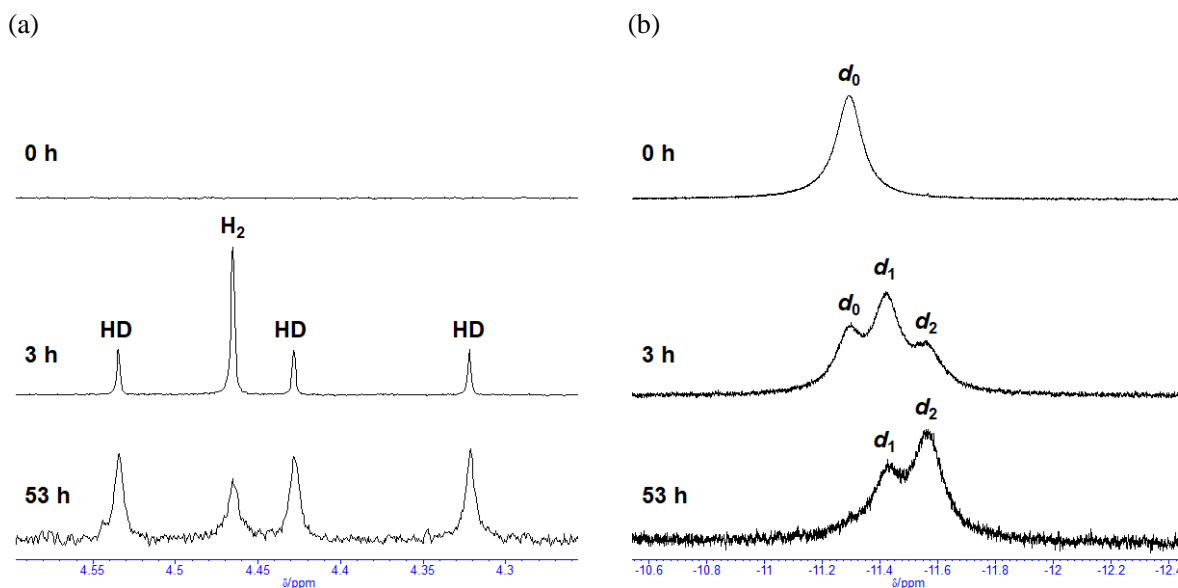 (a)
0 h
H2
HD
HD
HD
3 h
53 h
4.55 4.5 4.45 4.4 4.35 4.3
δ/ppm
(b)
d0
0 h
d1
d0
d2
3 h
d2
d1
53 h
-10.6 -10.8 -11 -11.2 -11.4 -11.6 -11.8 -12 -12.2 -12.4
δ/ppm